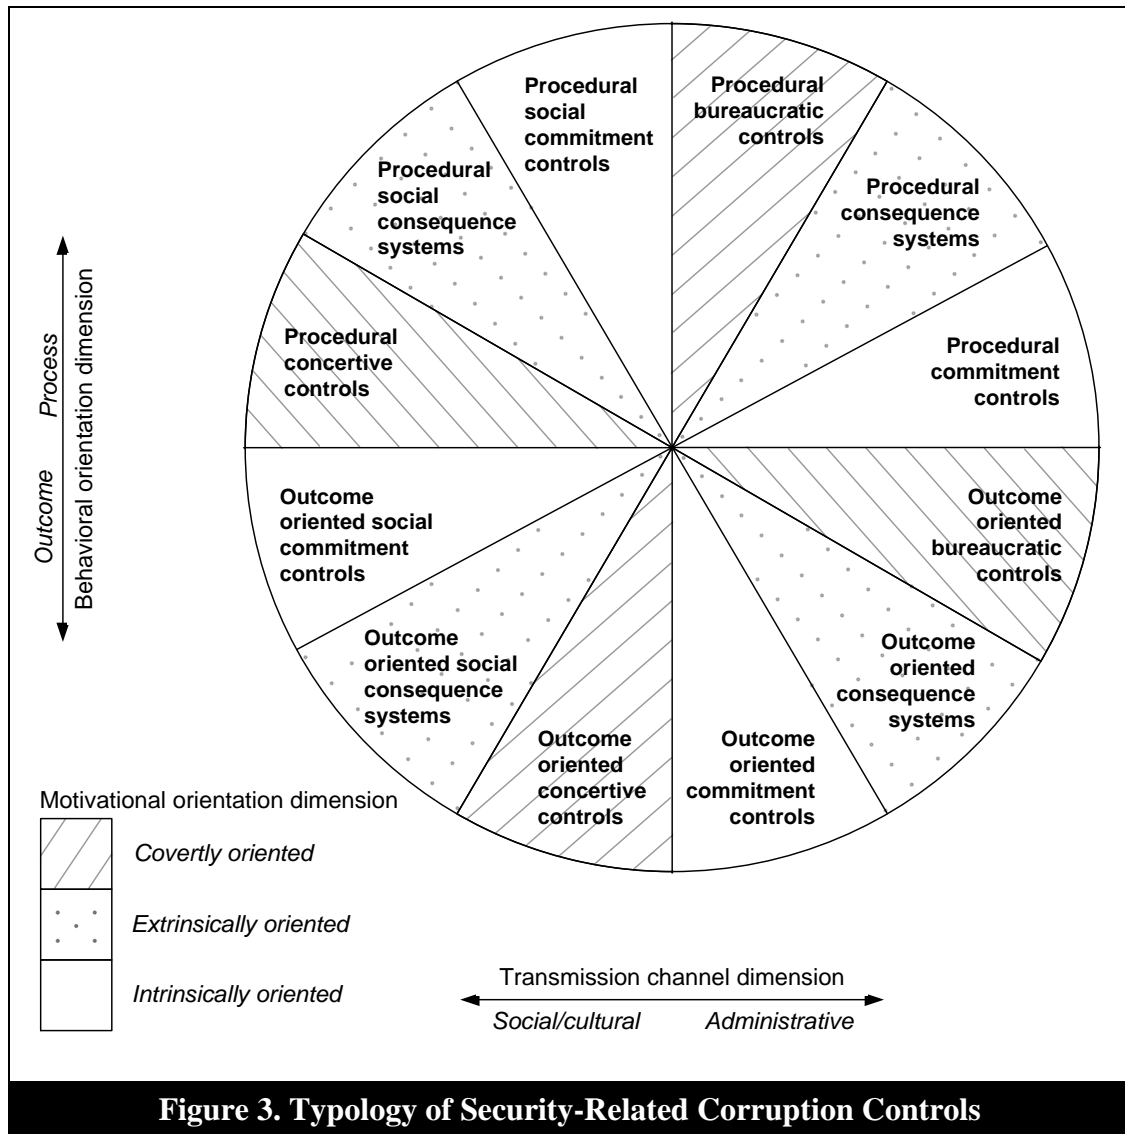 Procedural
social
commitment
controls
Procedural
bureaucratic
controls
Procedural
social
consequence
systems
Procedural
consequence
systems
Procedural
concertive
controls
Procedural
commitment
controls
Process
Outcome
Behavioral orientation dimension
Outcome
oriented social
commitment
controls
Outcome
oriented
bureaucratic
controls
Outcome
oriented social
consequence
systems
Outcome
oriented
consequence
systems
Outcome
oriented
concertive
controls
Outcome
oriented
commitment
controls
Motivational orientation dimension
Covertly oriented
Extrinsically oriented
Intrinsically oriented
Transmission channel dimension
Social/cultural
Administrative
Figure 3. Typology of Security-Related Corruption Controls